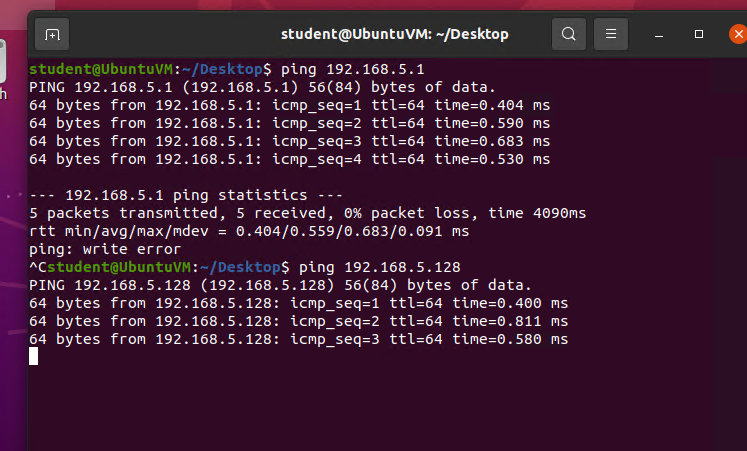 student@UbuntuVM: ~/Desktop
h
student@UbuntuVM:~/Desktop$ ping 192.168.5.1
PING 192.168.5.1 (192.168.5.1) 56(84) bytes of data.
64 bytes from 192.168.5.1: icmp_seq=1 ttl=64 time=0.404 ms
64 bytes from 192.168.5.1: icmp_seq=2 ttl=64 time=0.590 ms
64 bytes from 192.168.5.1: icmp_seq=3 ttl=64 time=0.683 ms
64 bytes from 192.168.5.1: icmp_seq=4 ttl=64 time=0.530 ms
--- 192.168.5.1 ping statistics ---
5 packets transmitted, 5 received, 0% packet loss, time 4090ms
rtt min/avg/max/mdev = 0.404/0.559/0.683/0.091 ms
ping: write error
^Cstudent@UbuntuVM:~/Desktop$ ping 192.168.5.128
PING 192.168.5.128 (192.168.5.128) 56(84) bytes of data.
64 bytes from 192.168.5.128: icmp_seq=1 ttl=64 time=0.400 ms
64 bytes from 192.168.5.128: icmp_seq=2 ttl=64 time=0.811 ms
64 bytes from 192.168.5.128: icmp_seq=3 ttl=64 time=0.580 ms